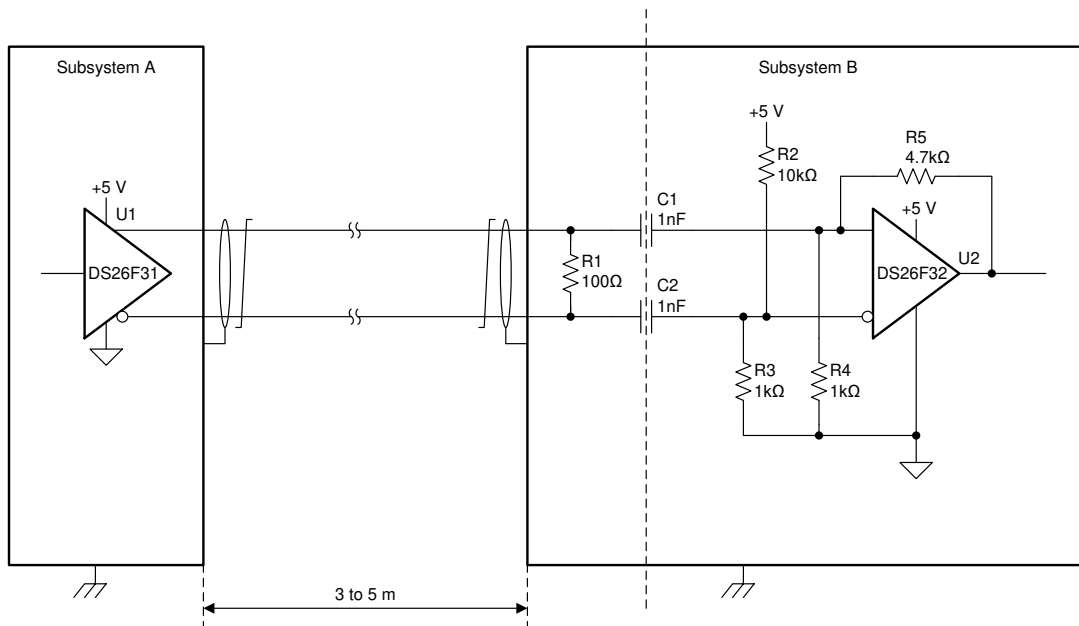 Subsystem A
Subsystem B
+5 V
R2
10kΩ
R5
4.7kΩ
+5 V
U1
DS26F31
C1
1nF
R1
100Ω
C2
1nF
+5 V
U2
DS26F32
R3
1kΩ
R4
1kΩ
3 to 5 m